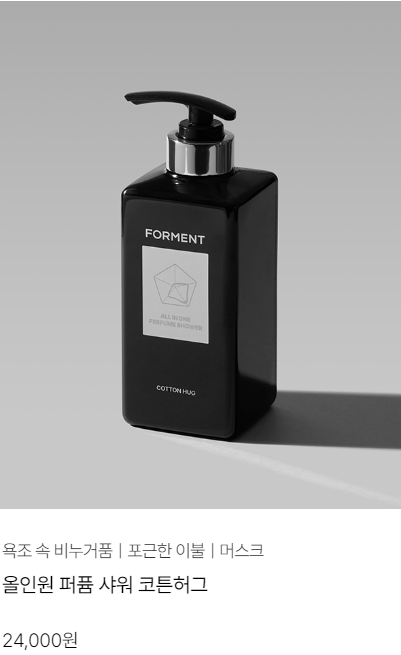 FORMENT
ALL IN ONE
PERFUME SHOWER
COTTON HUG
욕조 속 비누거품 | 포근한 이불 | 머스크
올인원 퍼퓸 샤워 코튼허그
24,000원